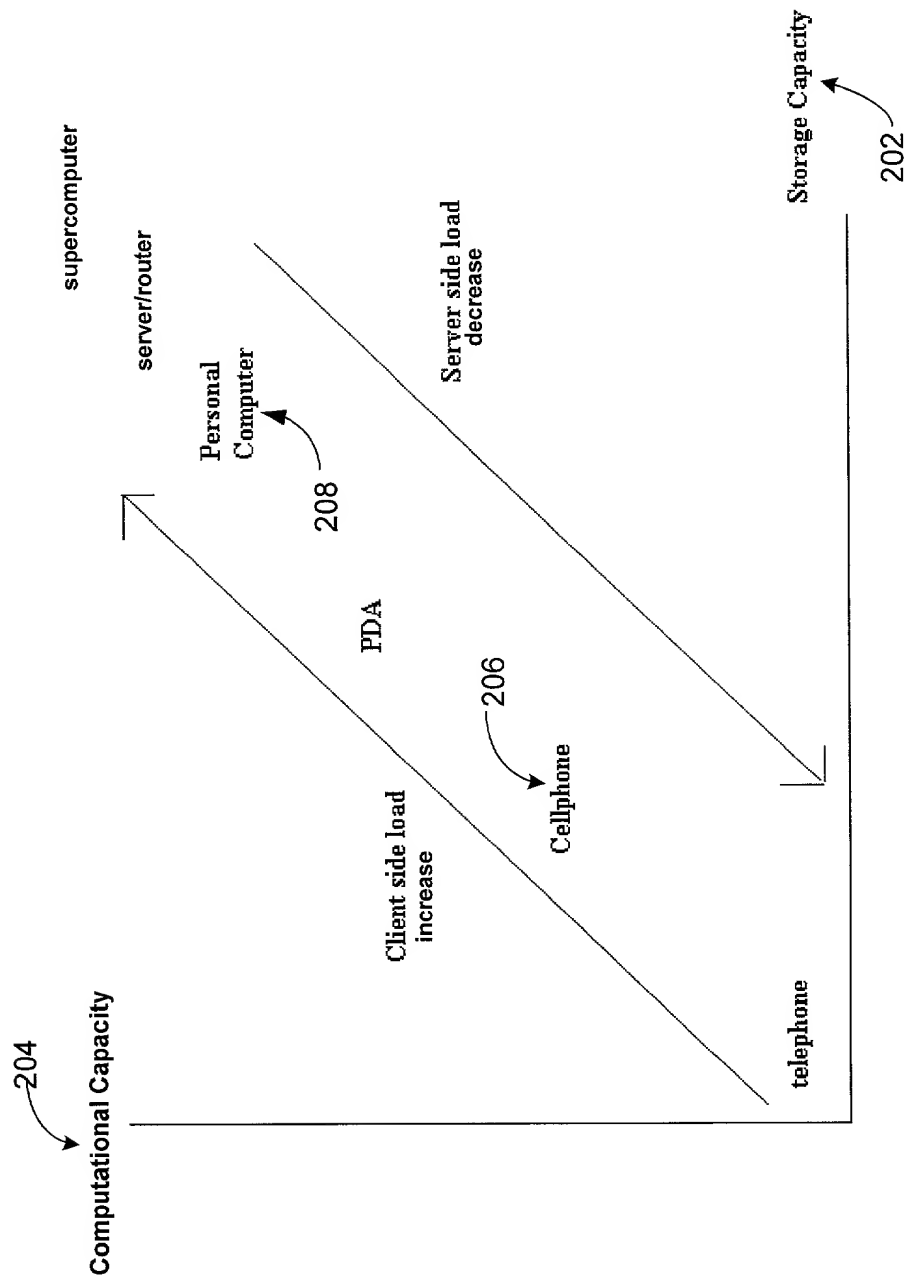 204
Computational Capacity
supercomputer
server/router
Personal
Computer
208
PDA
Client side load
increase
206
Cellphone
Server side load
decrease
telephone
Storage Capacity
202